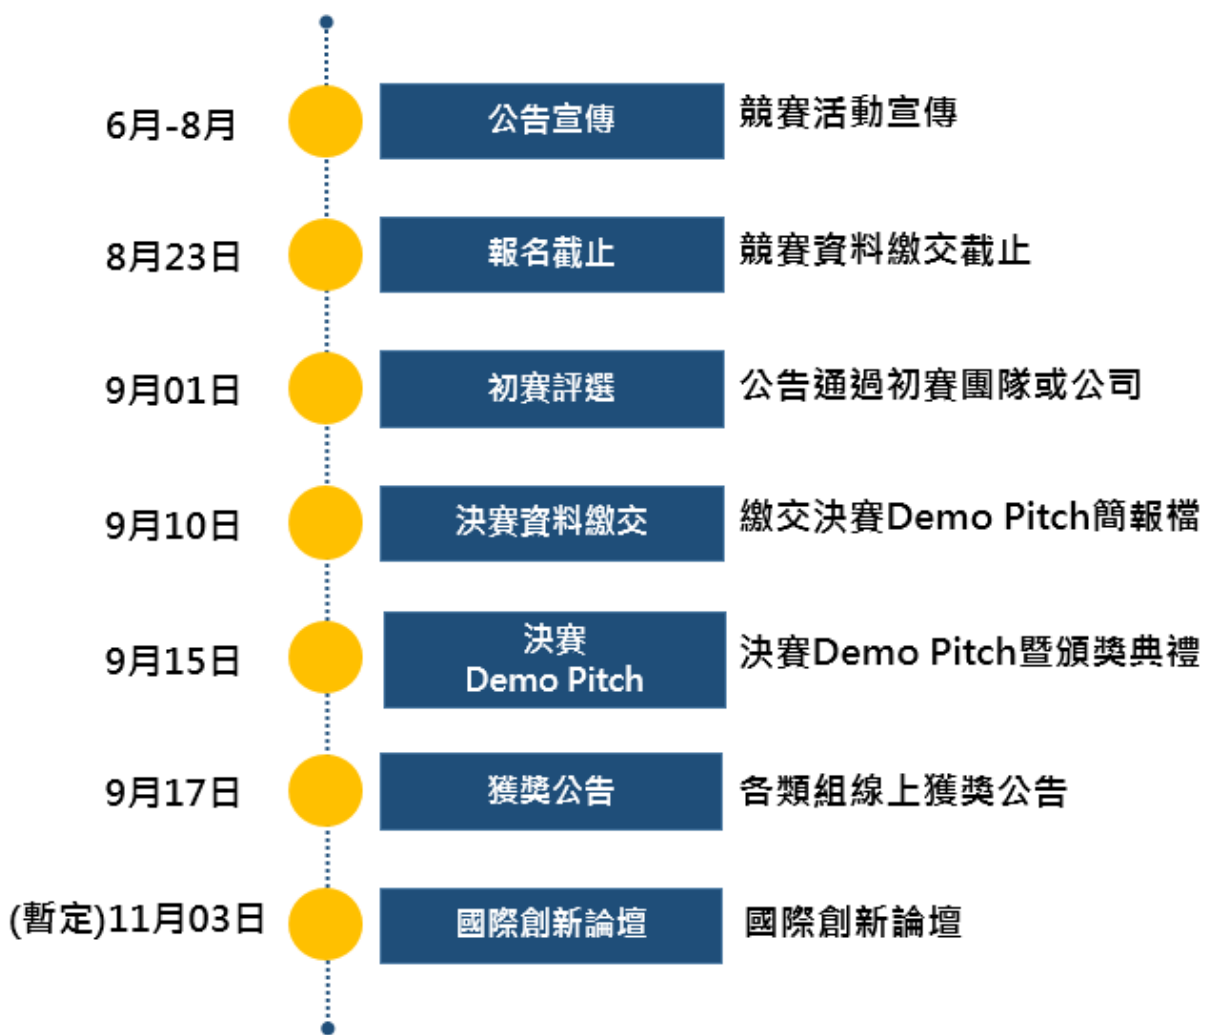 6月-8月
公告宣傳
競賽活動宣傳
8月23日
報名截止
競賽資料繳交截止
9月01日
初賽評選
公告通過初賽團隊或公司
9月10日
決賽資料繳交
繳交決賽Demo Pitch簡報檔
9月15日
決賽
Demo Pitch
決賽Demo Pitch暨頒獎典禮
9月17日
獲獎公告
各類組線上獲獎公告
(暫定)11月03日
國際創新論壇
國際創新論壇